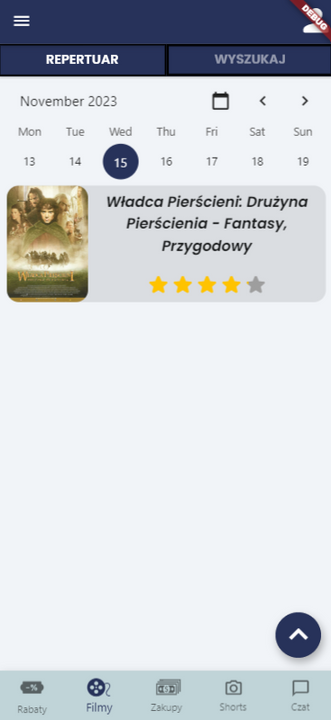 DEBUG
REPERTUAR WYSZUKAJ
November 2023
Mon Tue Wed Thu Fri Sat Sun
13 14 15 16 17 18 19
Władca Pierścieni: Drużyna
Pierścienia - Fantasy,
Przygodowy
Rabaty Filmy Zakupy Shorts Czat